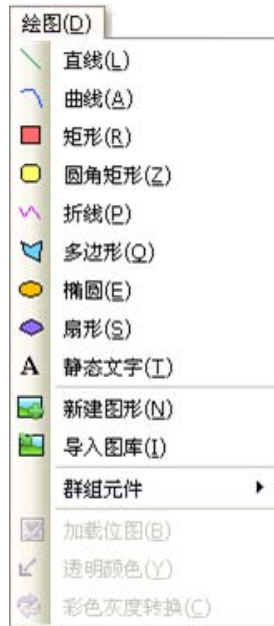 绘图(D)
直线(L)
曲线(A)
矩形(R)
圆角矩形(Z)
折线(P)
多边形(O)
椭圆(E)
扇形(S)
A 静态文字(T)
新建图形(N)
导入图库(I)
群组元件
加载位图(B)
透明颜色(Y)
彩色灰度转换(C)